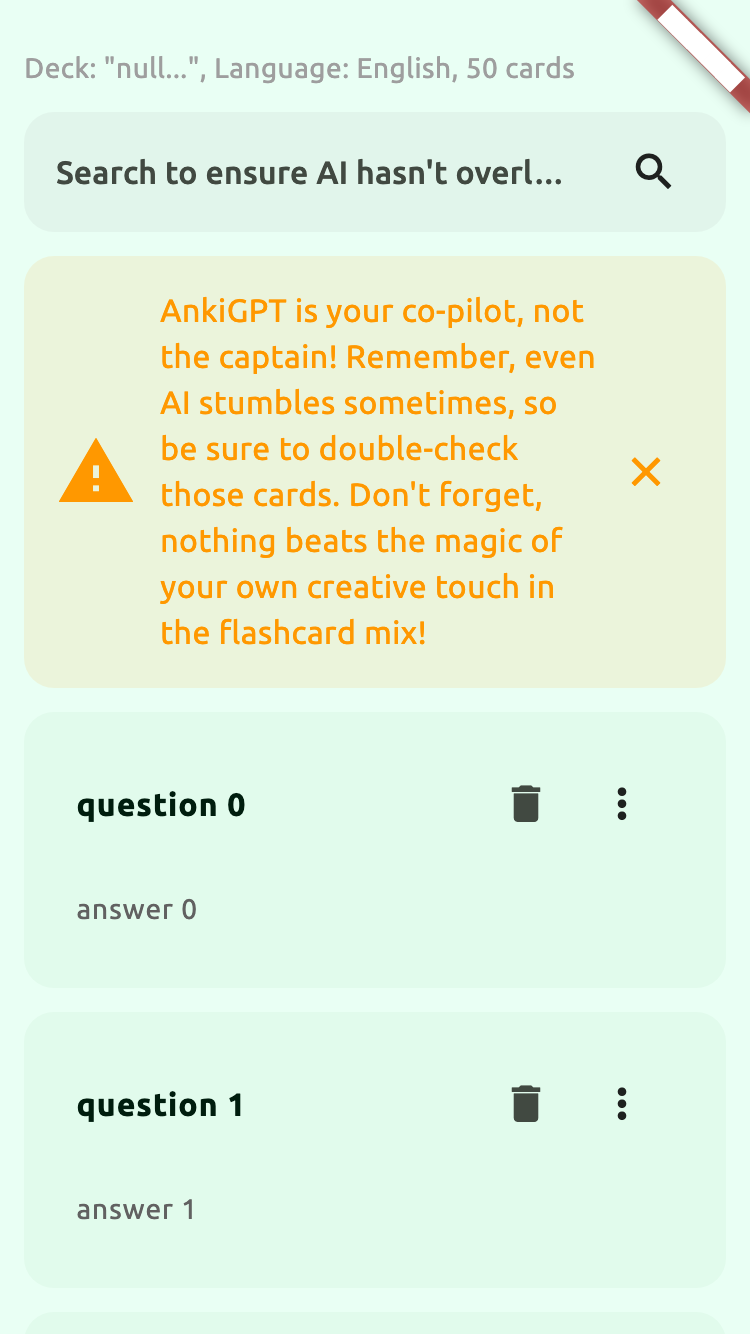 Deck: "null...", Language: English, 50 cards
Search to ensure AI hasn't overl...
AnkiGPT is your co-pilot, not
the captain! Remember, even
AI stumbles sometimes, so
be sure to double-check
those cards. Don't forget,
nothing beats the magic of
your own creative touch in
the flashcard mix!
question 0
answer 0
question 1
answer 1